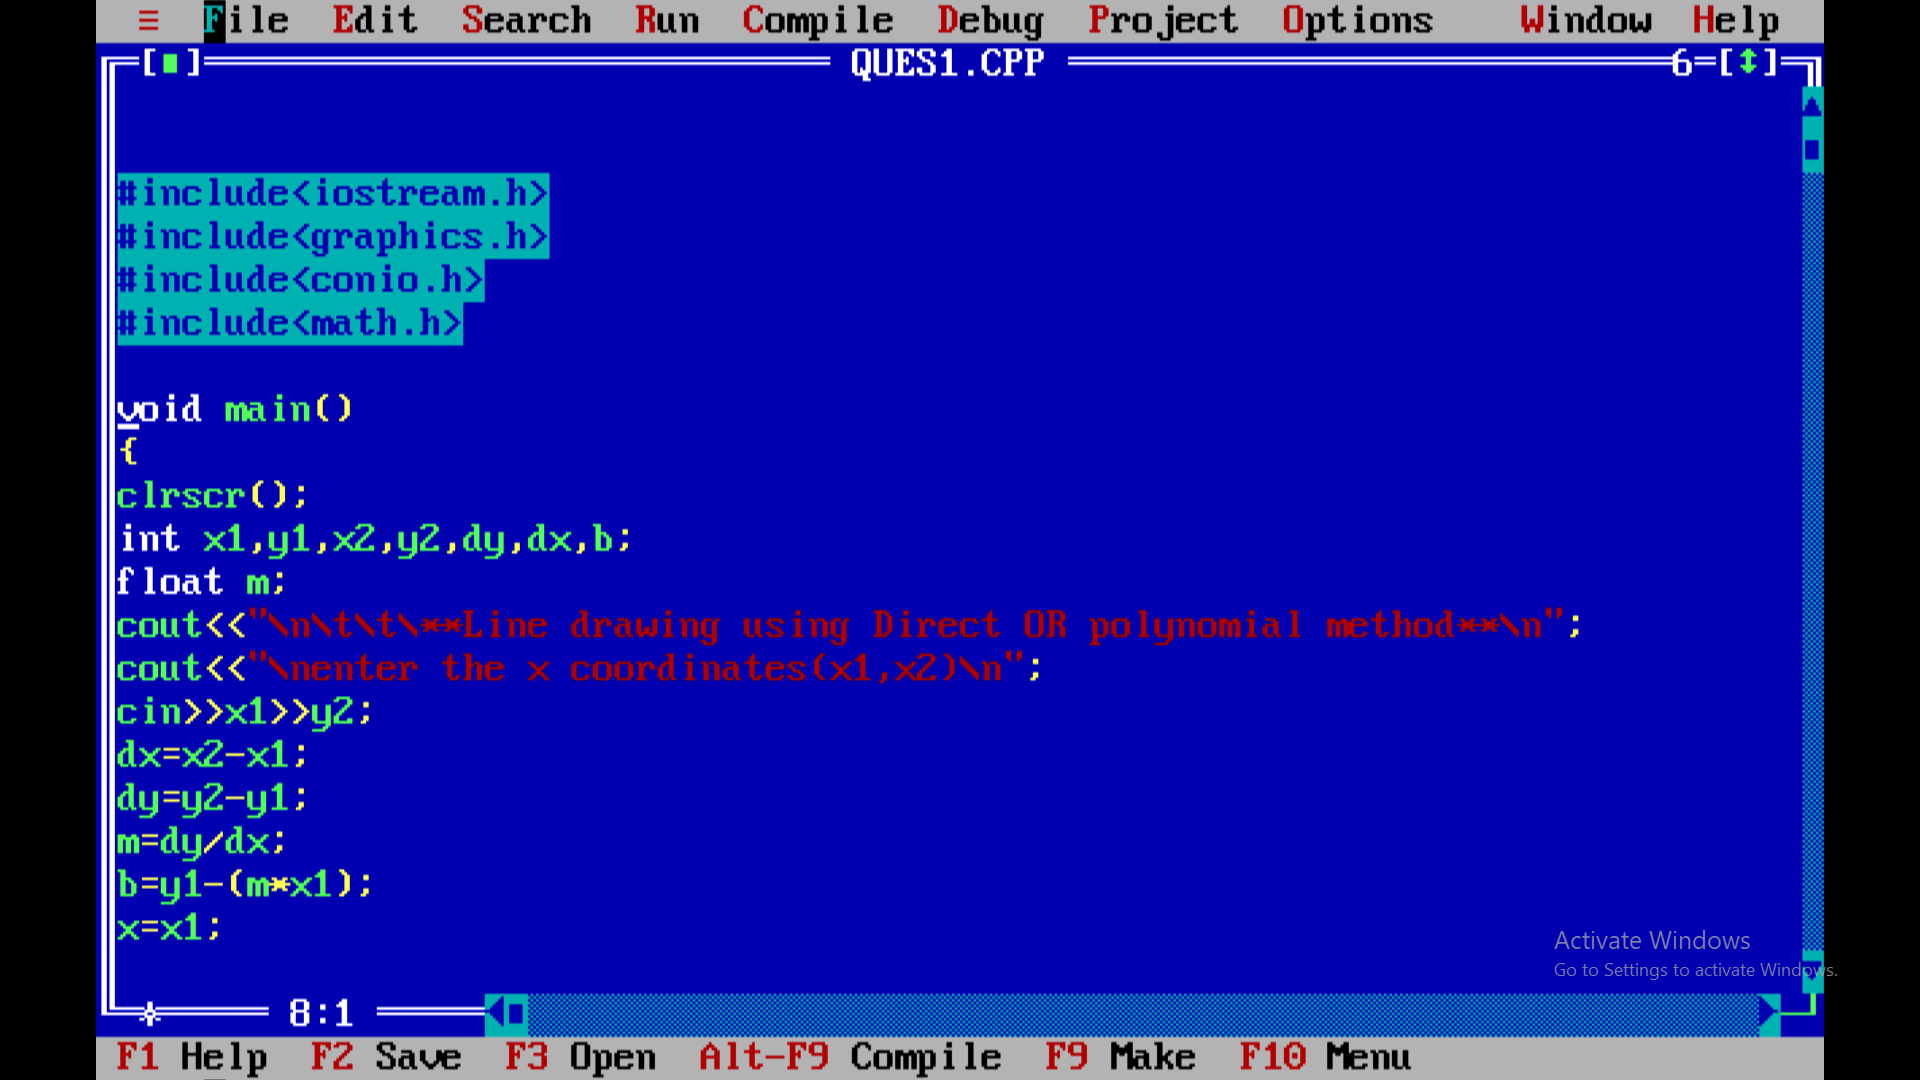 ≡ File Edit Search Run Compile Debug Project Options Window Help
[■] QUES1.CPP 6=[↕]
#include<iostream.h>
#include<graphics.h>
#include<conio.h>
#include<math.h>
void main()
{
clrscr();
int x1,y1,x2,y2,dy,dx,b;
float m;
cout<<"\n\t\t\**Line drawing using Direct OR polynomial method**\n";
cout<<"\nenter the x coordinates(x1,x2)\n";
cin>>x1>>y2;
dx=x2-x1;
dy=y2-y1;
m=dy/dx;
b=y1-(m*x1);
x=x1;
Activate Windows
Go to Settings to activate Windows.
8:1
F1 Help F2 Save F3 Open Alt-F9 Compile F9 Make F10 Menu